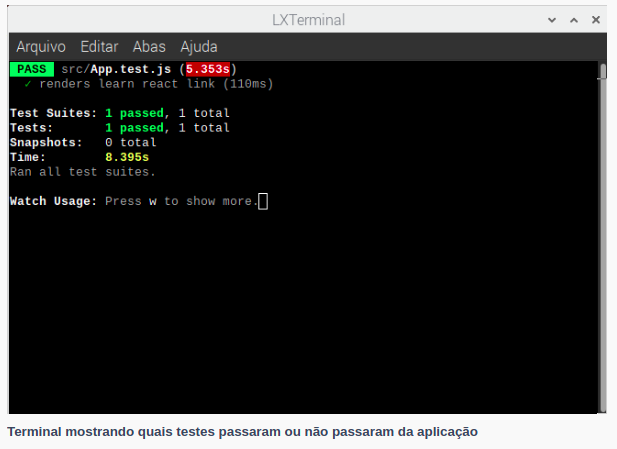 LXTerminal
Arquivo Editar Abas Ajuda
PASS src/App.test.js (5.353s)
✓ renders learn react link (110ms)
Test Suites: 1 passed, 1 total
Tests: 1 passed, 1 total
Snapshots: 0 total
Time: 8.395s
Ran all test suites.
Watch Usage: Press w to show more.
Terminal mostrando quais testes passaram ou não passaram da aplicação